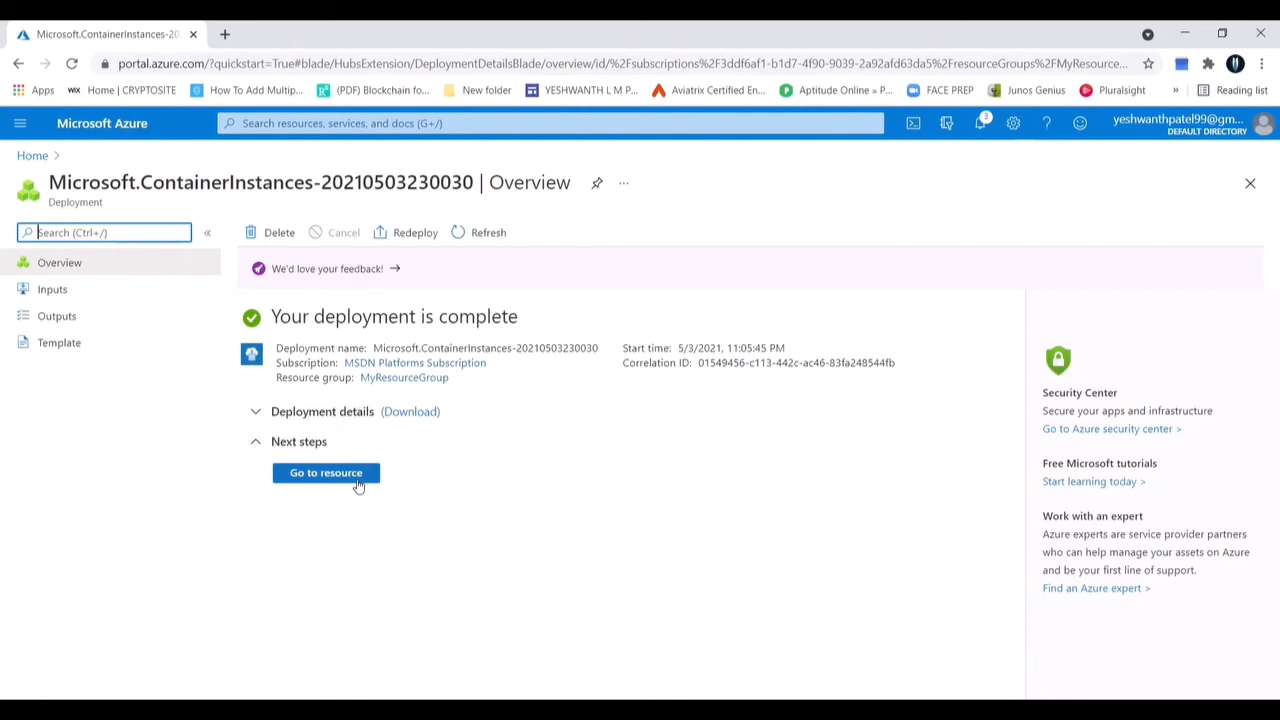 Microsoft.ContainerInstances-20
portal.azure.com/?quickstart=True#blade/HubsExtension/DeploymentDetailsBlade/overview/id/%2Fsubscriptions%2F3ddf6af1-b1d7-4f90-9039-2a92afd63da5%2FresourceGroups%2FMyResource...
Apps
WIX Home | CRYPTOSITE
How To Add Multip...
(PDF) Blockchain fo...
New folder
YESHWANTH L M P...
Aviatrix Certified En...
Aptitude Online » P...
FACE PREP
Junos Genius
Pluralsight
»
Reading list
Microsoft Azure
Search resources, services, and docs (G+/)
3
yeshwanthpatel99@gm...
DEFAULT DIRECTORY
Home >
Microsoft.ContainerInstances-20210503230030 | Overview
Deployment
Search (Ctrl+/)
«
Delete
Cancel
Redeploy
Refresh
Overview
Inputs
Outputs
Template
We'd love your feedback! →
Your deployment is complete
Deployment name: Microsoft.ContainerInstances-20210503230030
Subscription: MSDN Platforms Subscription
Resource group: MyResourceGroup
Start time: 5/3/2021, 11:05:45 PM
Correlation ID: 01549456-c113-442c-ac46-83fa248544fb
Deployment details (Download)
Next steps
Go to resource
Security Center
Secure your apps and infrastructure
Go to Azure security center >
Free Microsoft tutorials
Start learning today >
Work with an expert
Azure experts are service provider partners
who can help manage your assets on Azure
and be your first line of support.
Find an Azure expert >